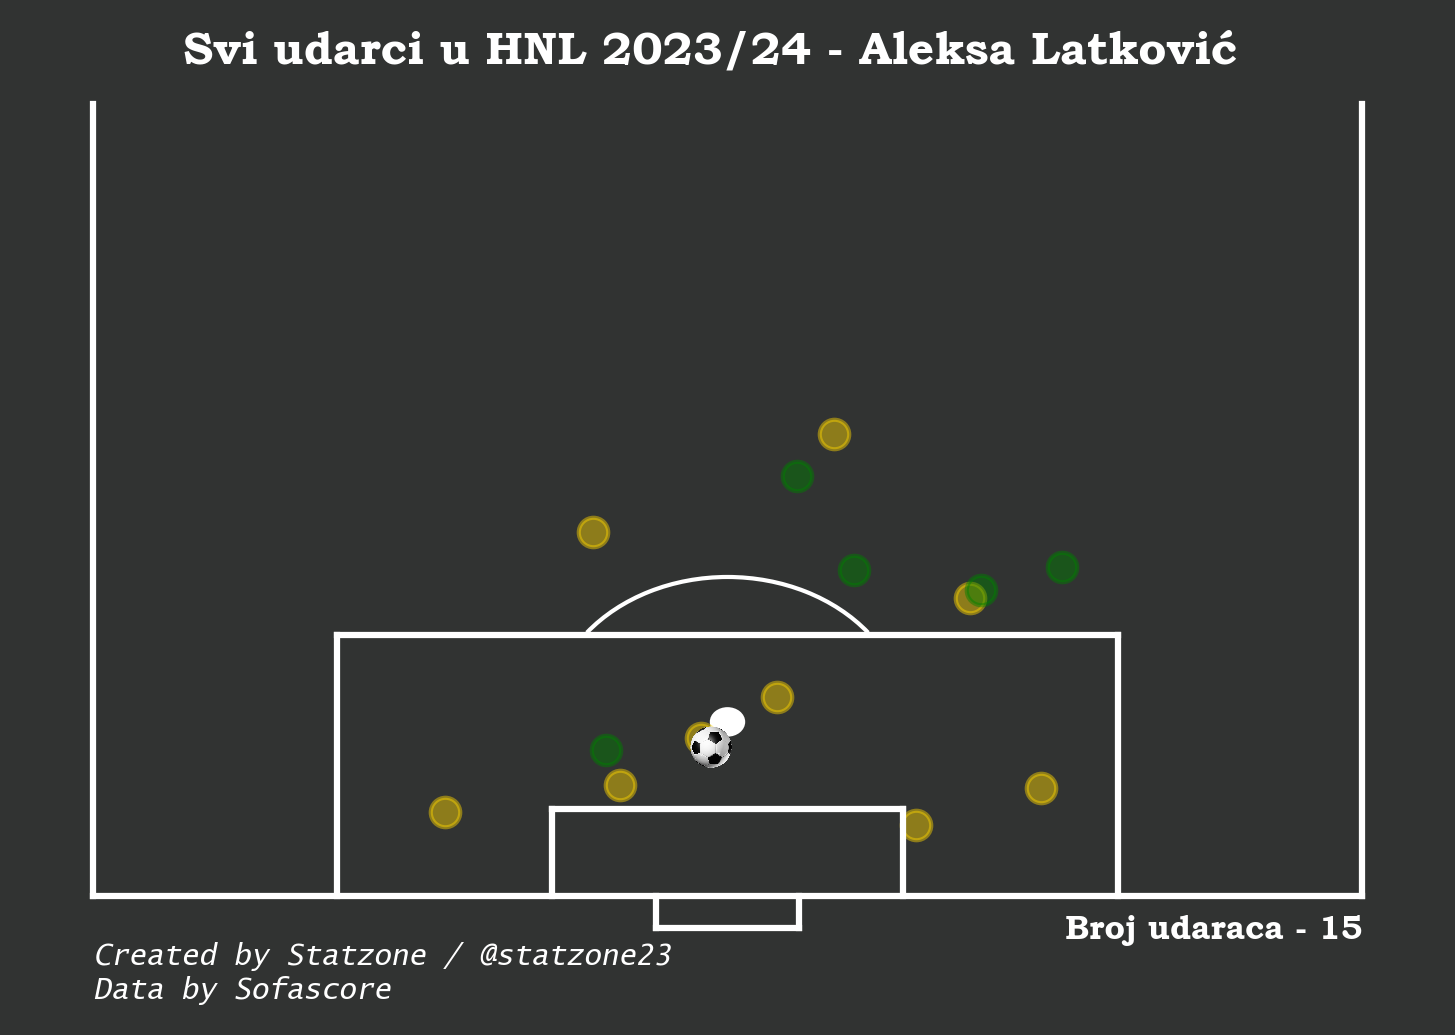 Svi udarci u HNL 2023/24 - Aleksa Latković
Broj udaraca - 15
Created by Statzone / @statzone23
Data by Sofascore